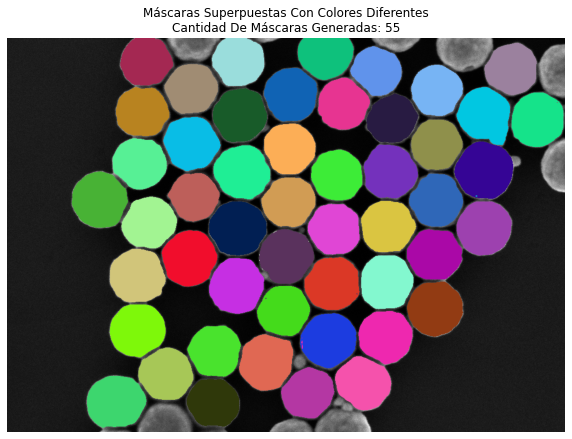 Máscaras Superpuestas Con Colores Diferentes
Cantidad De Máscaras Generadas: 55